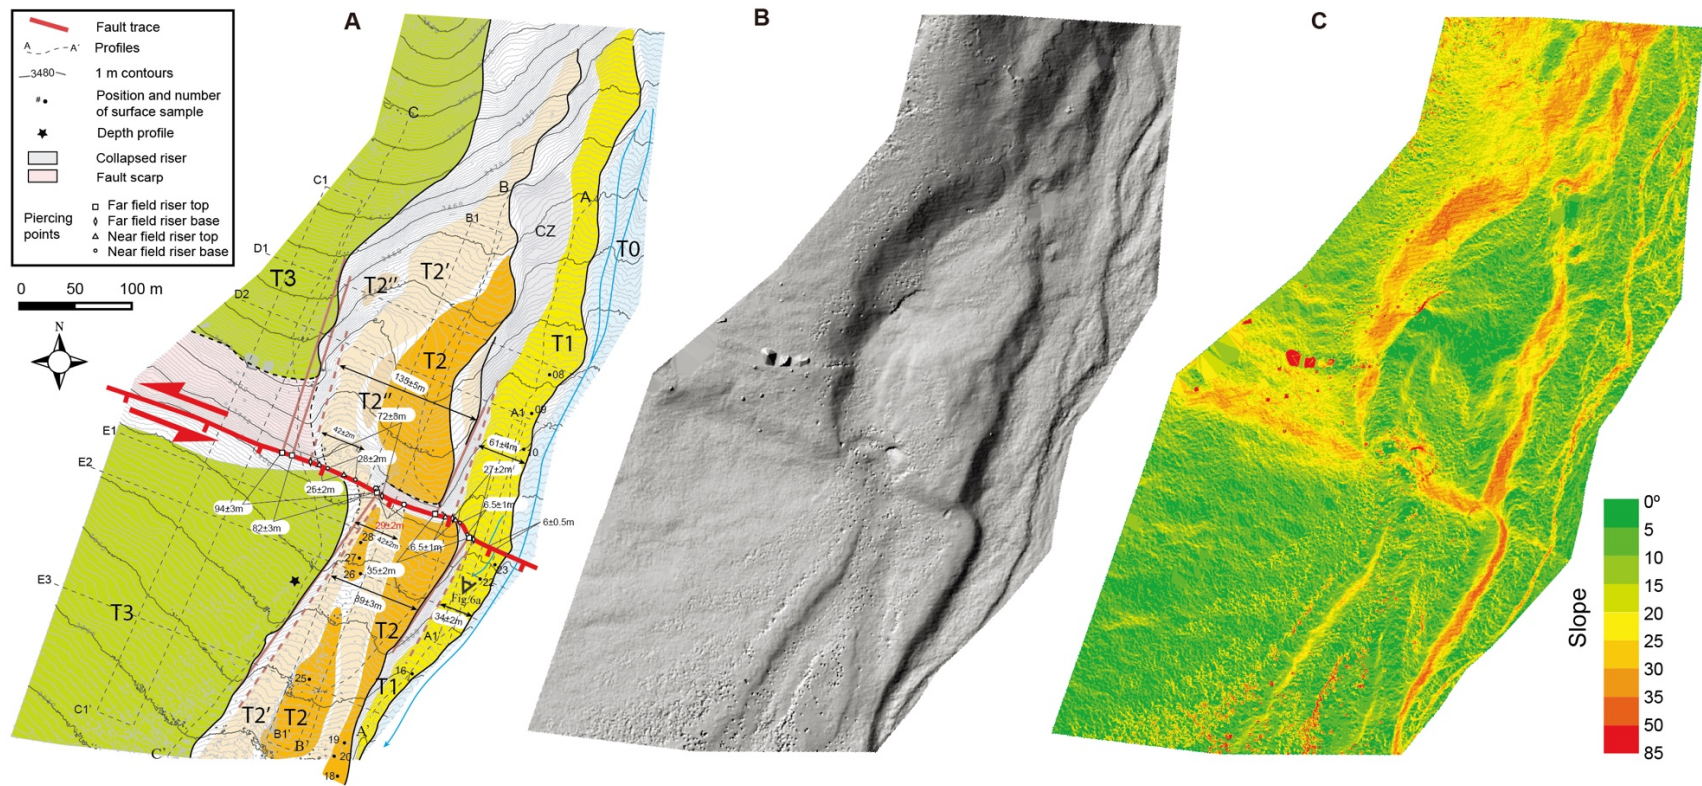 A
B
C
Fault trace
A A'
Profiles
3480
1 m contours
#
Position and number
of surface sample
Depth profile
Collapsed riser
Fault scarp
Piercing
points
Far field riser top
Far field riser base
Near field riser top
Near field riser base
0 50 100 m
N
C
C1
B
B1
A
CZ
D1
D2
T3
T2''
T2'
T0
T2
T1
08
135±5m
T2''
72±8m
A1
09
42±2m
61±4m
E1
28±2m
27±2m
E2
25±2m
94±3m
6.5±1m
82±3m
29±2m
6±0.5m
28
42±2m
6.5±1m
27
35±2m
23
26
22
Fig.6a
E3
89±3m
34±2m
T3
T2
A1'
25
16
T1
C1'
T2'
T2
B1'
B'
A'
C'
19
20
18
Slope
0º
5
10
15
20
25
30
35
50
85